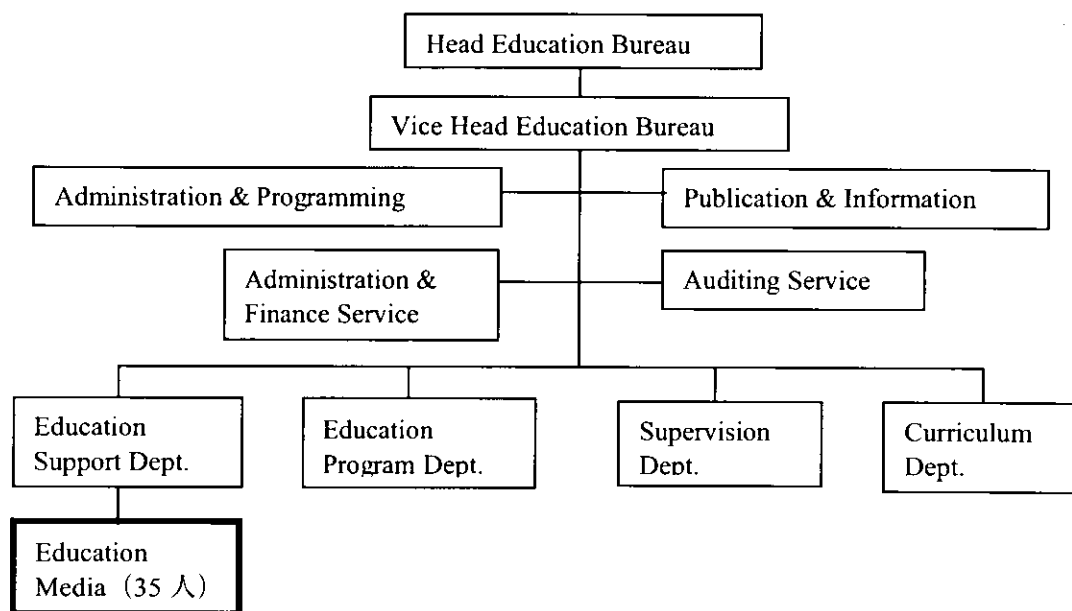 Head Education Bureau
Vice Head Education Bureau
Administration & Programming
Publication & Information
Administration &
Finance Service
Auditing Service
Education
Support Dept.
Education
Program Dept.
Supervision
Dept.
Curriculum
Dept.
Education
Media（35 人）